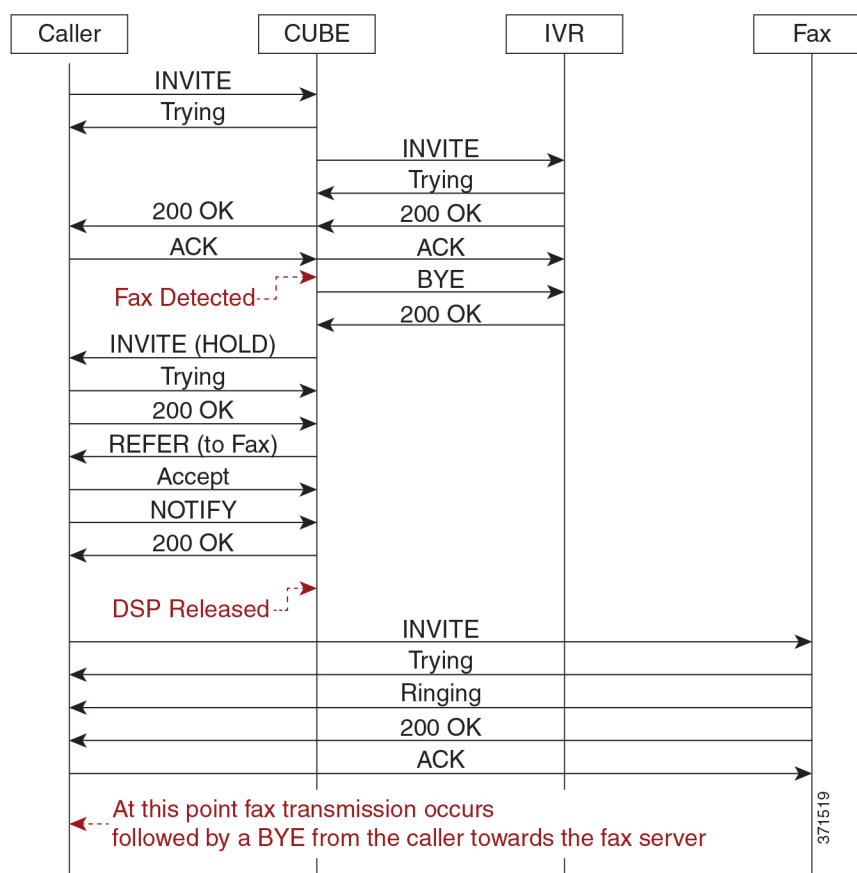 Caller
CUBE
IVR
Fax
INVITE
Trying
INVITE
Trying
200 OK
200 OK
ACK
ACK
Fax Detected
BYE
200 OK
INVITE (HOLD)
Trying
200 OK
REFER (to Fax)
Accept
NOTIFY
200 OK
DSP Released
INVITE
Trying
Ringing
200 OK
ACK
At this point fax transmission occurs
followed by a BYE from the caller towards the fax server
371519